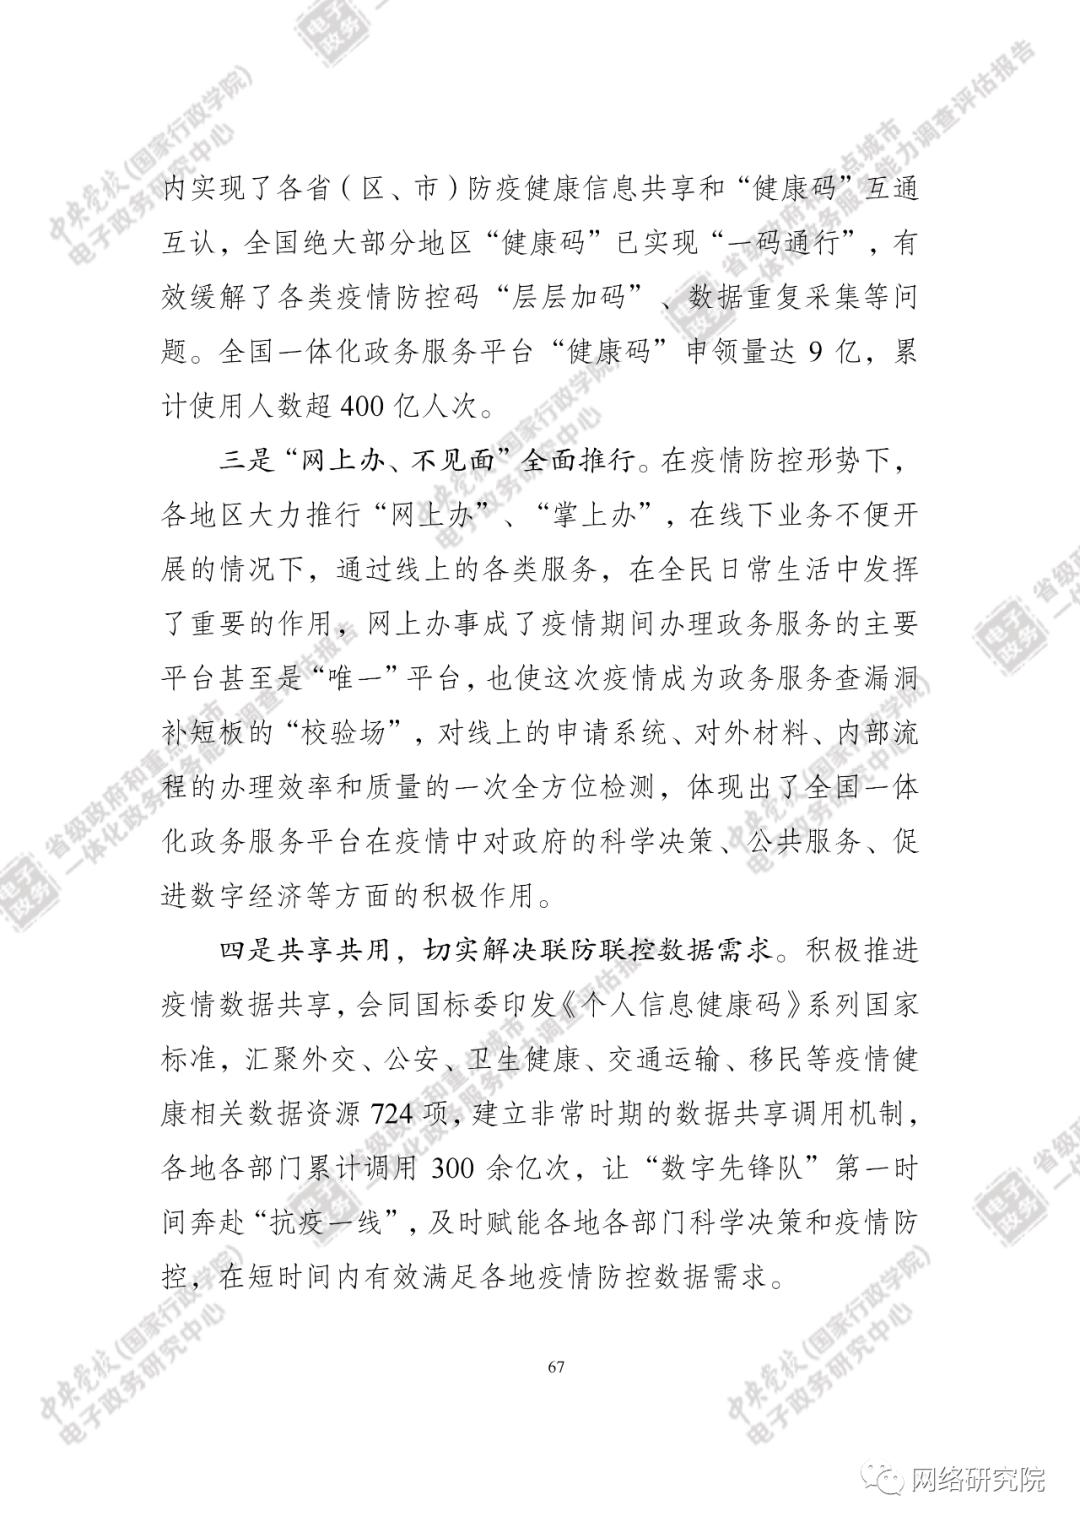 内实现了各省（区、市）防疫健康信息共享和“健康码”互通
互认，全国绝大部分地区“健康码”已实现“一码通行”，有
效缓解了各类疫情防控码“层层加码”、数据重复采集等问
题。全国一体化政务服务平台“健康码”申领量达 9 亿，累
计使用人数超 400 亿人次。
三是“网上办、不见面”全面推行。在疫情防控形势下，
各地区大力推行“网上办”、“掌上办”，在线下业务不便开
展的情况下，通过线上的各类服务，在全民日常生活中发挥
了重要的作用，网上办事成了疫情期间办理政务服务的主要
平台甚至是“唯一”平台，也使这次疫情成为政务服务查漏洞
补短板的“校验场”，对线上的申请系统、对外材料、内部流
程的办理效率和质量的一次全方位检测，体现出了全国一体
化政务服务平台在疫情中对政府的科学决策、公共服务、促
进数字经济等方面的积极作用。
四是共享共用，切实解决联防联控数据需求。积极推进
疫情数据共享，会同国标委印发《个人信息健康码》系列国家
标准，汇聚外交、公安、卫生健康、交通运输、移民等疫情健
康相关数据资源 724 项，建立非常时期的数据共享调用机制，
各地各部门累计调用 300 余亿次，让“数字先锋队”第一时
间奔赴“抗疫一线”，及时赋能各地各部门科学决策和疫情防
控，在短时间内有效满足各地疫情防控数据需求。
67
网络研究院
电子政务
中央党校（国家行政学院）
电子政务研究中心
省级政府和重点城市
一体化政务服务能力调查评估报告